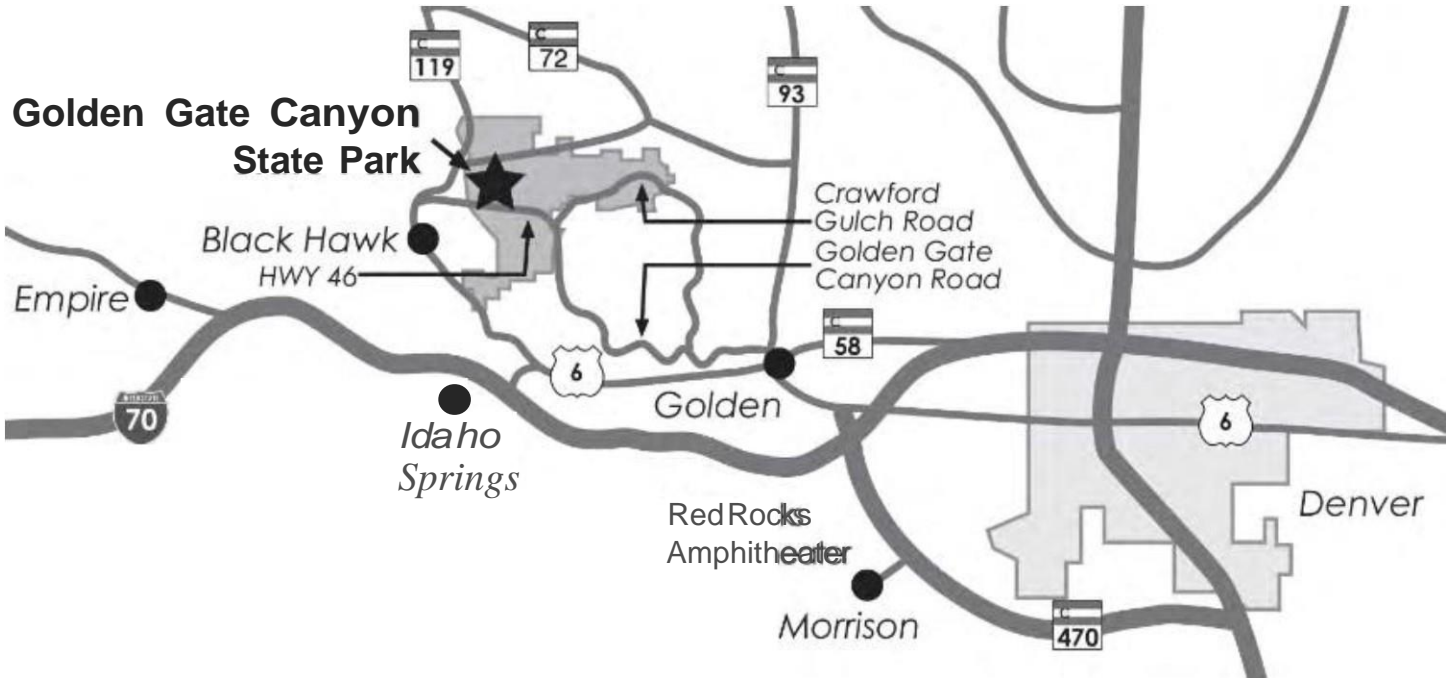 C
119
C
72
C
93
Golden Gate Canyon
State Park
Crawford
Gulch Road
Golden Gate
Canyon Road
Black Hawk
HWY 46
Empire
C
58
6
70
Golden
Idaho
Springs
6
Denver
Red Rocks
Amphitheater
Morrison
C
470